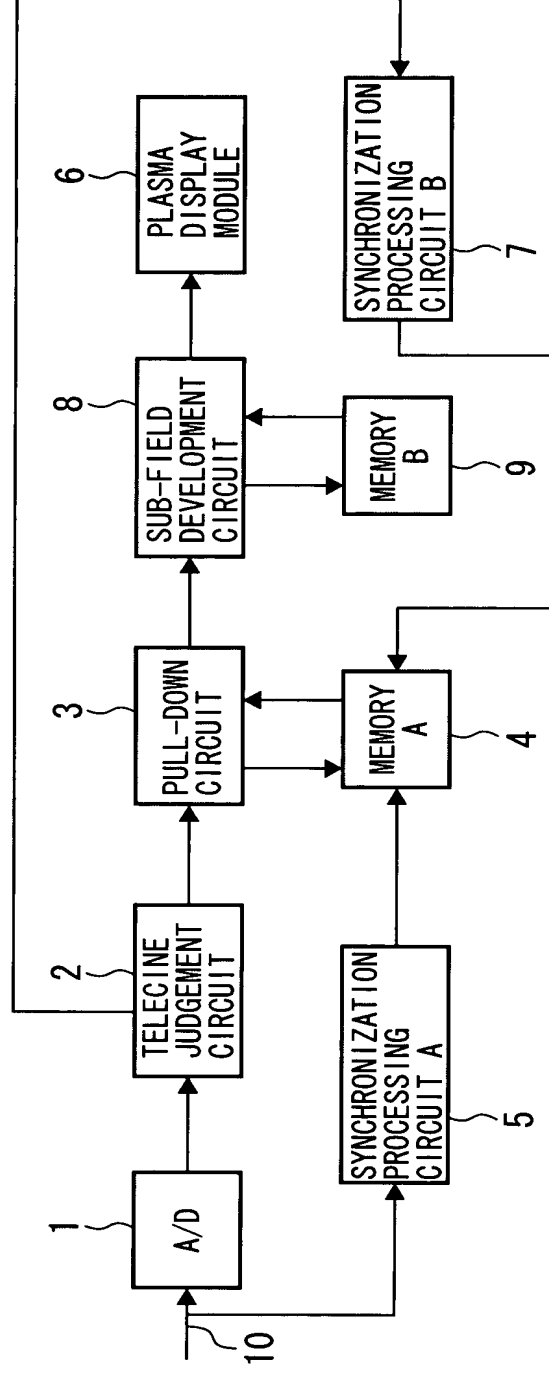 10
1
A/D
2
TELECINE
JUDGEMENT
CIRCUIT
3
PULL-DOWN
CIRCUIT
8
SUB-FIELD
DEVELOPMENT
CIRCUIT
6
PLASMA
DISPLAY
MODULE
SYNCHRONIZATION
PROCESSING
CIRCUIT A
5
MEMORY
A
4
MEMORY
B
9
SYNCHRONIZATION
PROCESSING
CIRCUIT B
7